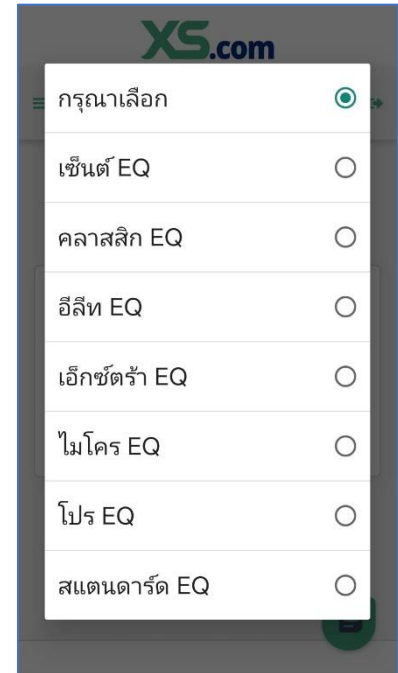 XS.com
กรุณาเลือก
เซ็นต์ EQ
คลาสสิก EQ
อีลีท EQ
เอ็กซ์ตร้า EQ
ไมโคร EQ
โปร EQ
สแตนดาร์ด EQ